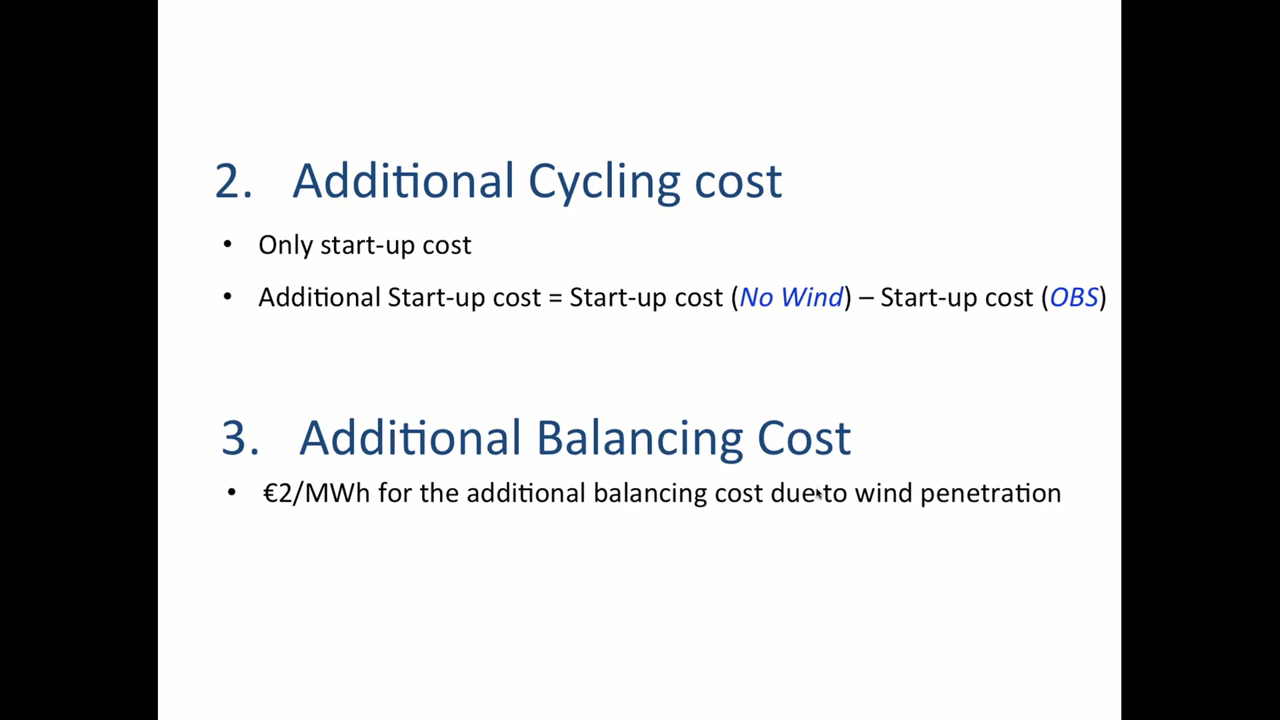 2. Additional Cycling cost
• Only start-up cost
• Additional Start-up cost = Start-up cost (No Wind) – Start-up cost (OBS)
3. Additional Balancing Cost
• €2/MWh for the additional balancing cost due to wind penetration